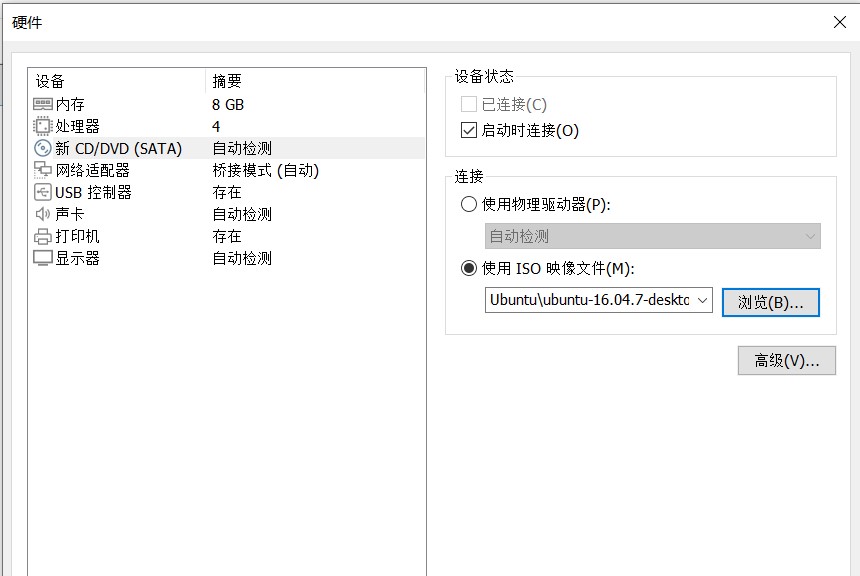 硬件
设备 摘要
内存 8 GB
处理器 4
新 CD/DVD (SATA) 自动检测
网络适配器 桥接模式 (自动)
USB 控制器 存在
声卡 自动检测
打印机 存在
显示器 自动检测
设备状态
已连接(C)
启动时连接(O)
连接
使用物理驱动器(P):
自动检测
使用 ISO 映像文件(M):
Ubuntu\ubuntu-16.04.7-deskto 浏览(B)...
高级(V)...